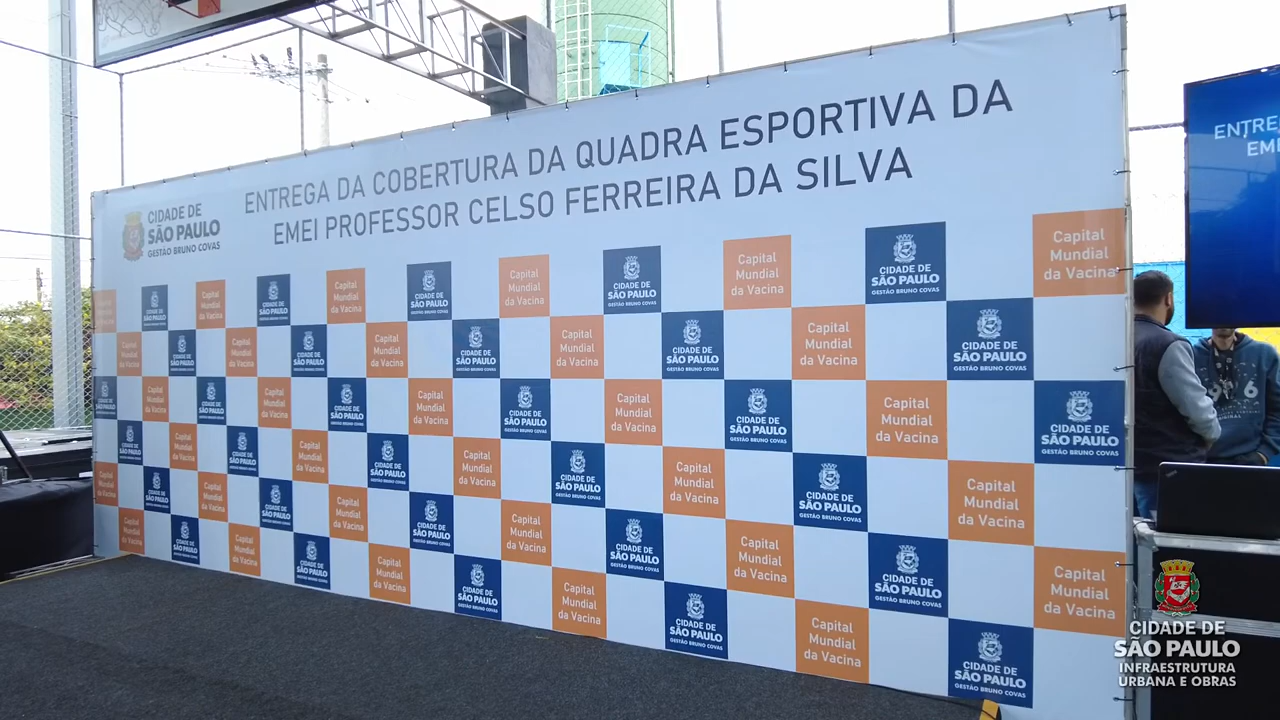 ENTREGA DA COBERTURA DA QUADRA ESPORTIVA DA
EMEI PROFESSOR CELSO FERREIRA DA SILVA
CIDADE DE
SÃO PAULO
GESTÃO BRUNO COVAS
Capital
Mundial
da Vacina
CIDADE DE
SÃO PAULO
GESTÃO BRUNO COVAS
ENTRE
EME
CIDADE DE
SÃO PAULO
INFRAESTRUTURA
URBANA E OBRAS